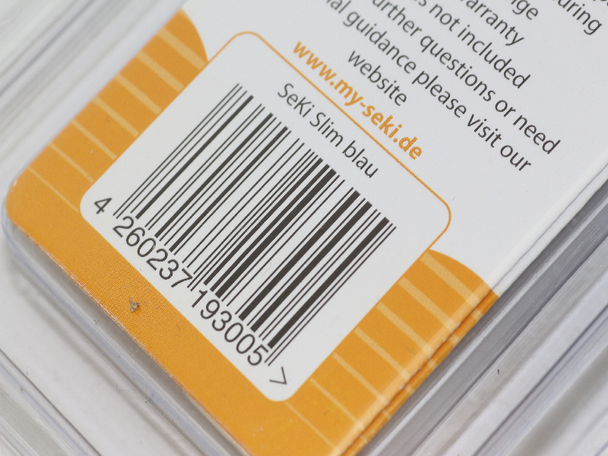 uring
nge
arranty
s not included
urther questions or need
al guidance please visit our
website
www.my-seki.de
SeKi Slim blau
4 260237 193005 >